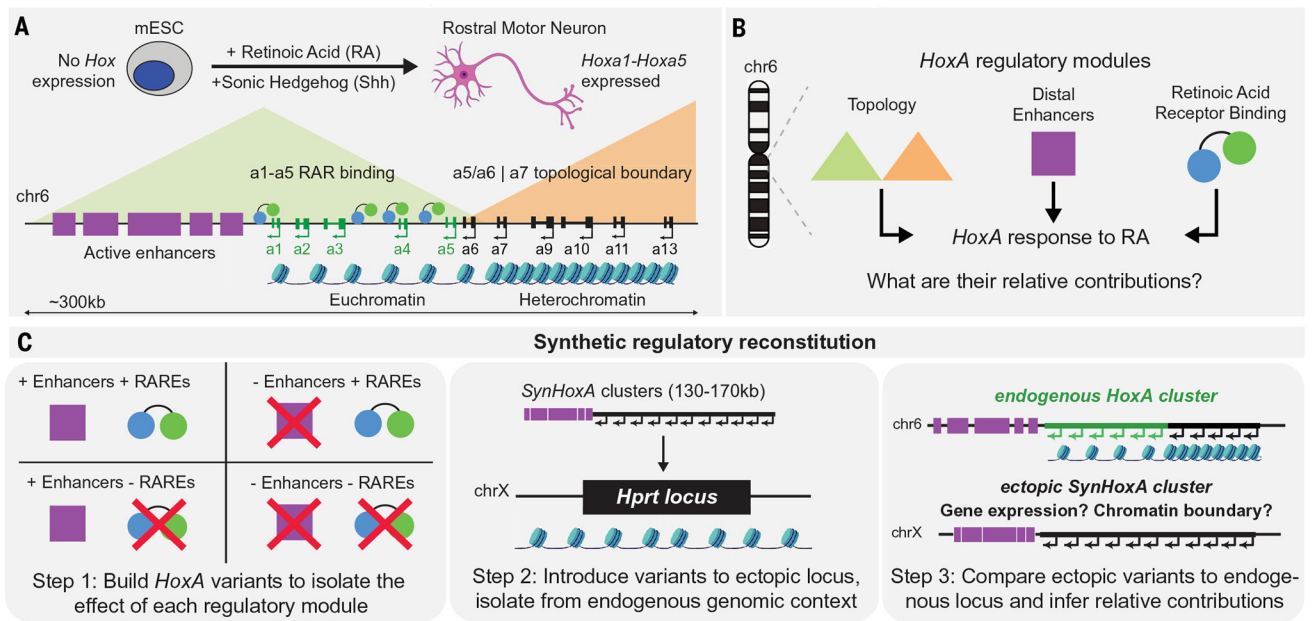 A
mESC
No Hox
expression
+ Retinoic Acid (RA)
+Sonic Hedgehog (Shh)
Rostral Motor Neuron
Hoxa1-Hoxa5
expressed
a1-a5 RAR binding
a5/a6 | a7 topological boundary
chr6
Active enhancers
a1 a2 a3 a4 a5 a6 a7 a9 a10 a11 a13
Euchromatin
Heterochromatin
~300kb
B
chr6
HoxA regulatory modules
Topology
Distal
Enhancers
Retinoic Acid
Receptor Binding
HoxA response to RA
What are their relative contributions?
C
Synthetic regulatory reconstitution
+ Enhancers + RAREs
- Enhancers + RAREs
+ Enhancers - RAREs
- Enhancers - RAREs
Step 1: Build HoxA variants to isolate the
effect of each regulatory module
SynHoxA clusters (130-170kb)
chrX
Hprt locus
Step 2: Introduce variants to ectopic locus,
isolate from endogenous genomic context
endogenous HoxA cluster
chr6
ectopic SynHoxA cluster
Gene expression? Chromatin boundary?
chrX
Step 3: Compare ectopic variants to endoge-
nous locus and infer relative contributions